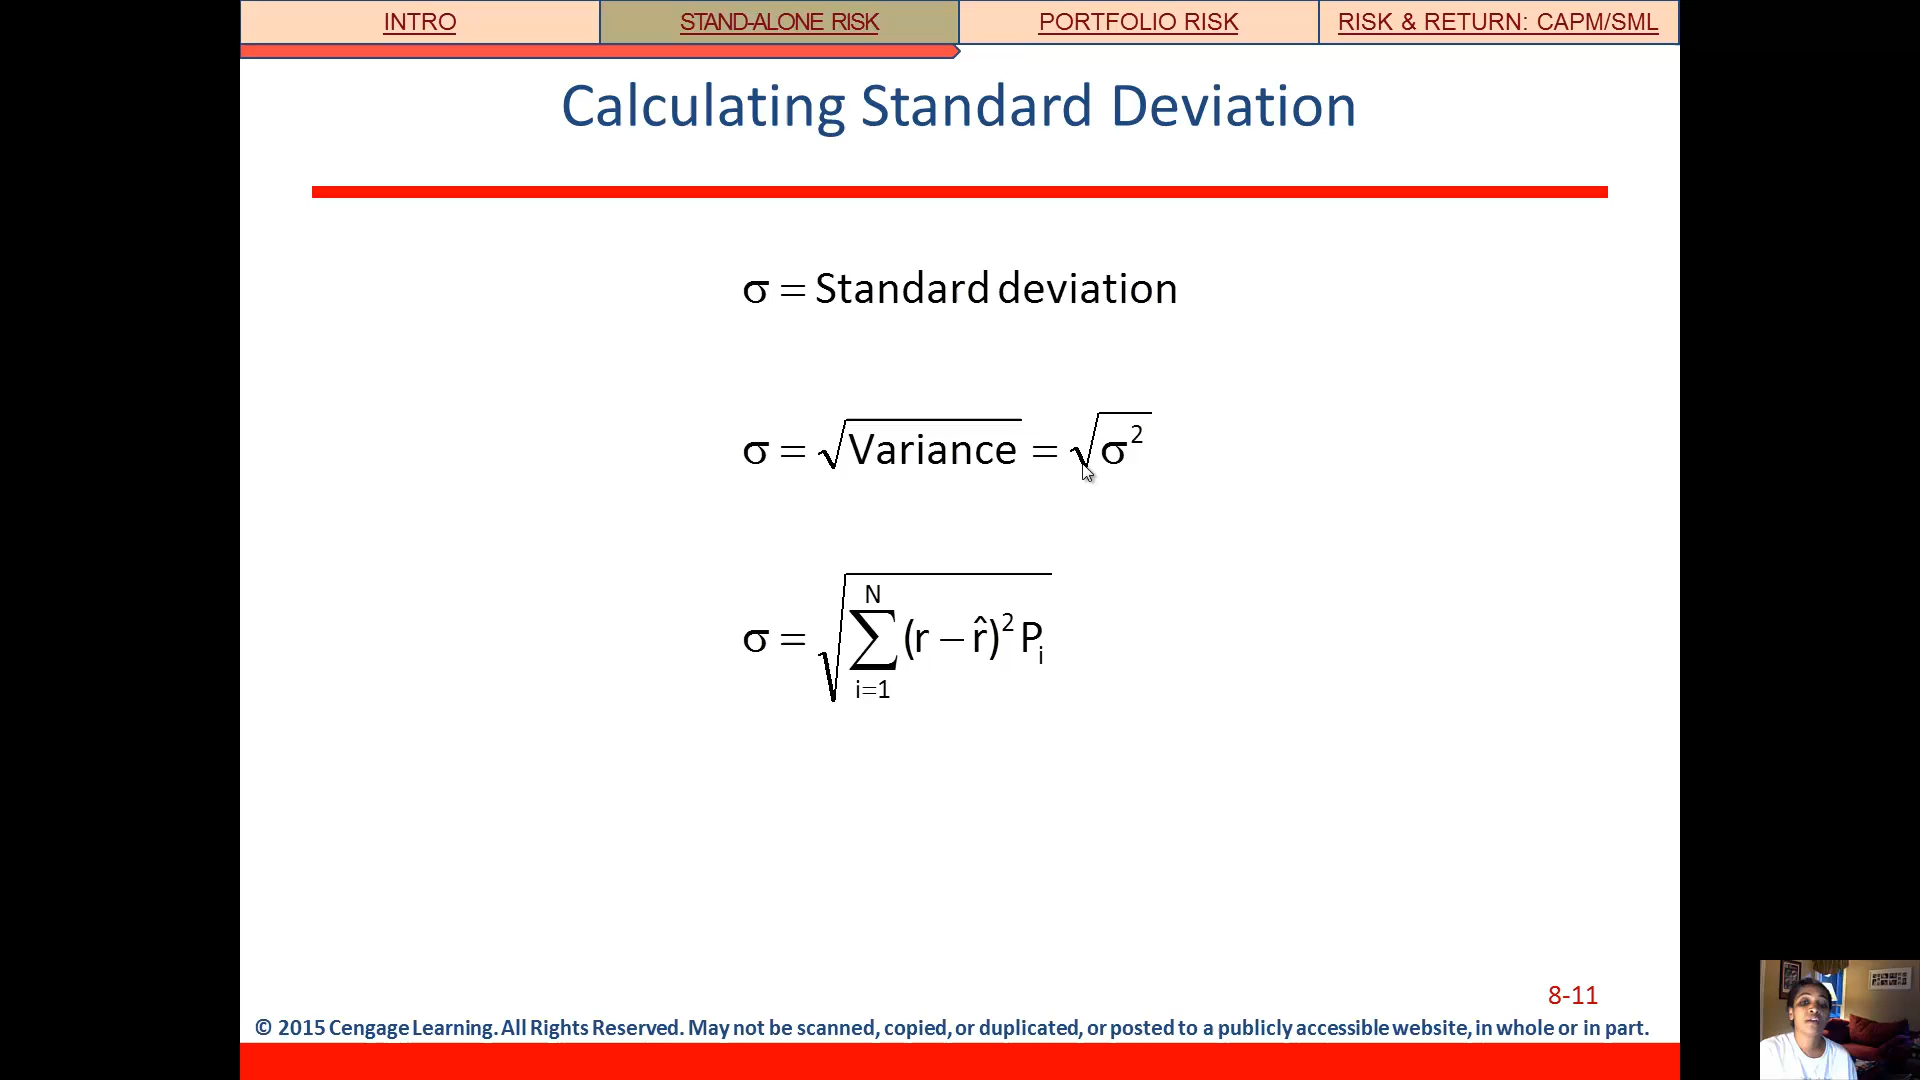 INTRO STAND-ALONE RISK PORTFOLIO RISK RISK & RETURN: CAPM/SML
Calculating Standard Deviation
σ = Standard deviation
σ = √Variance = √σ²
σ = √∑_{i=1}^{N} (r – r̂)² Pᵢ
8-11
© 2015 Cengage Learning. All Rights Reserved. May not be scanned, copied, or duplicated, or posted to a publicly accessible website, in whole or in part.